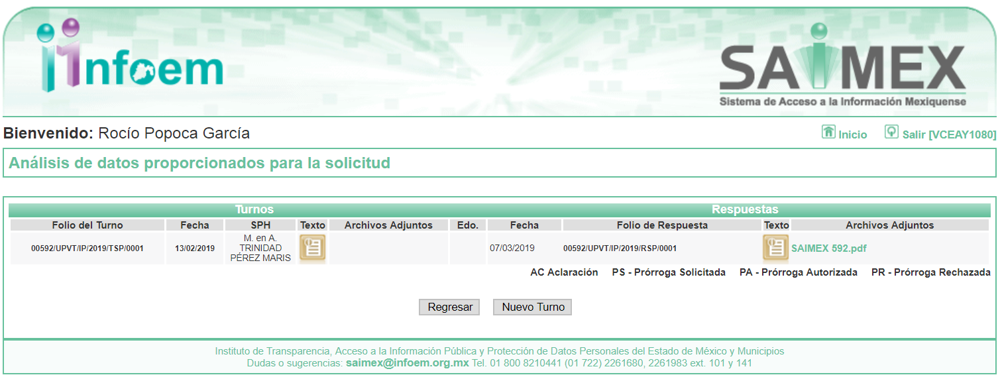 infoem
SAIMEX
Sistema de Acceso a la Información Mexiquense
Bienvenido: Rocío Popoca García
Inicio Salir [VCEAY1080]
Análisis de datos proporcionados para la solicitud
Turnos Respuestas
Folio del Turno Fecha SPH Texto Archivos Adjuntos Edo. Fecha Folio de Respuesta Texto Archivos Adjuntos
00592/UPVT/IP/2019/TSP/0001 13/02/2019 M. en A. TRINIDAD PÉREZ MARIS 07/03/2019 00592/UPVT/IP/2019/RSP/0001 SAIMEX 592.pdf
AC Aclaración PS - Prórroga Solicitada PA - Prórroga Autorizada PR - Prórroga Rechazada
Regresar Nuevo Turno
Instituto de Transparencia, Acceso a la Información Pública y Protección de Datos Personales del Estado de México y Municipios
Dudas o sugerencias: saimex@infoem.org.mx Tel. 01 800 8210441 (01 722) 2261680, 2261983 ext. 101 y 141